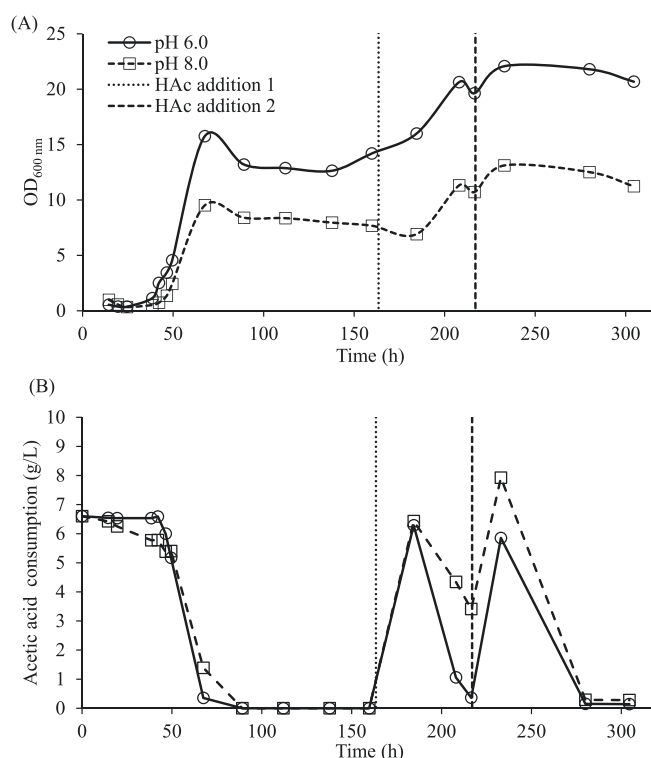 (A)
25
20
15
10
5
0
OD600 nm
pH 6.0
pH 8.0
HAc addition 1
HAc addition 2
0 50 100 150 200 250 300
Time (h)
(B)
10
9
8
7
6
5
4
3
2
1
0
Acetic acid consumption (g/L)
0 50 100 150 200 250 300
Time (h)